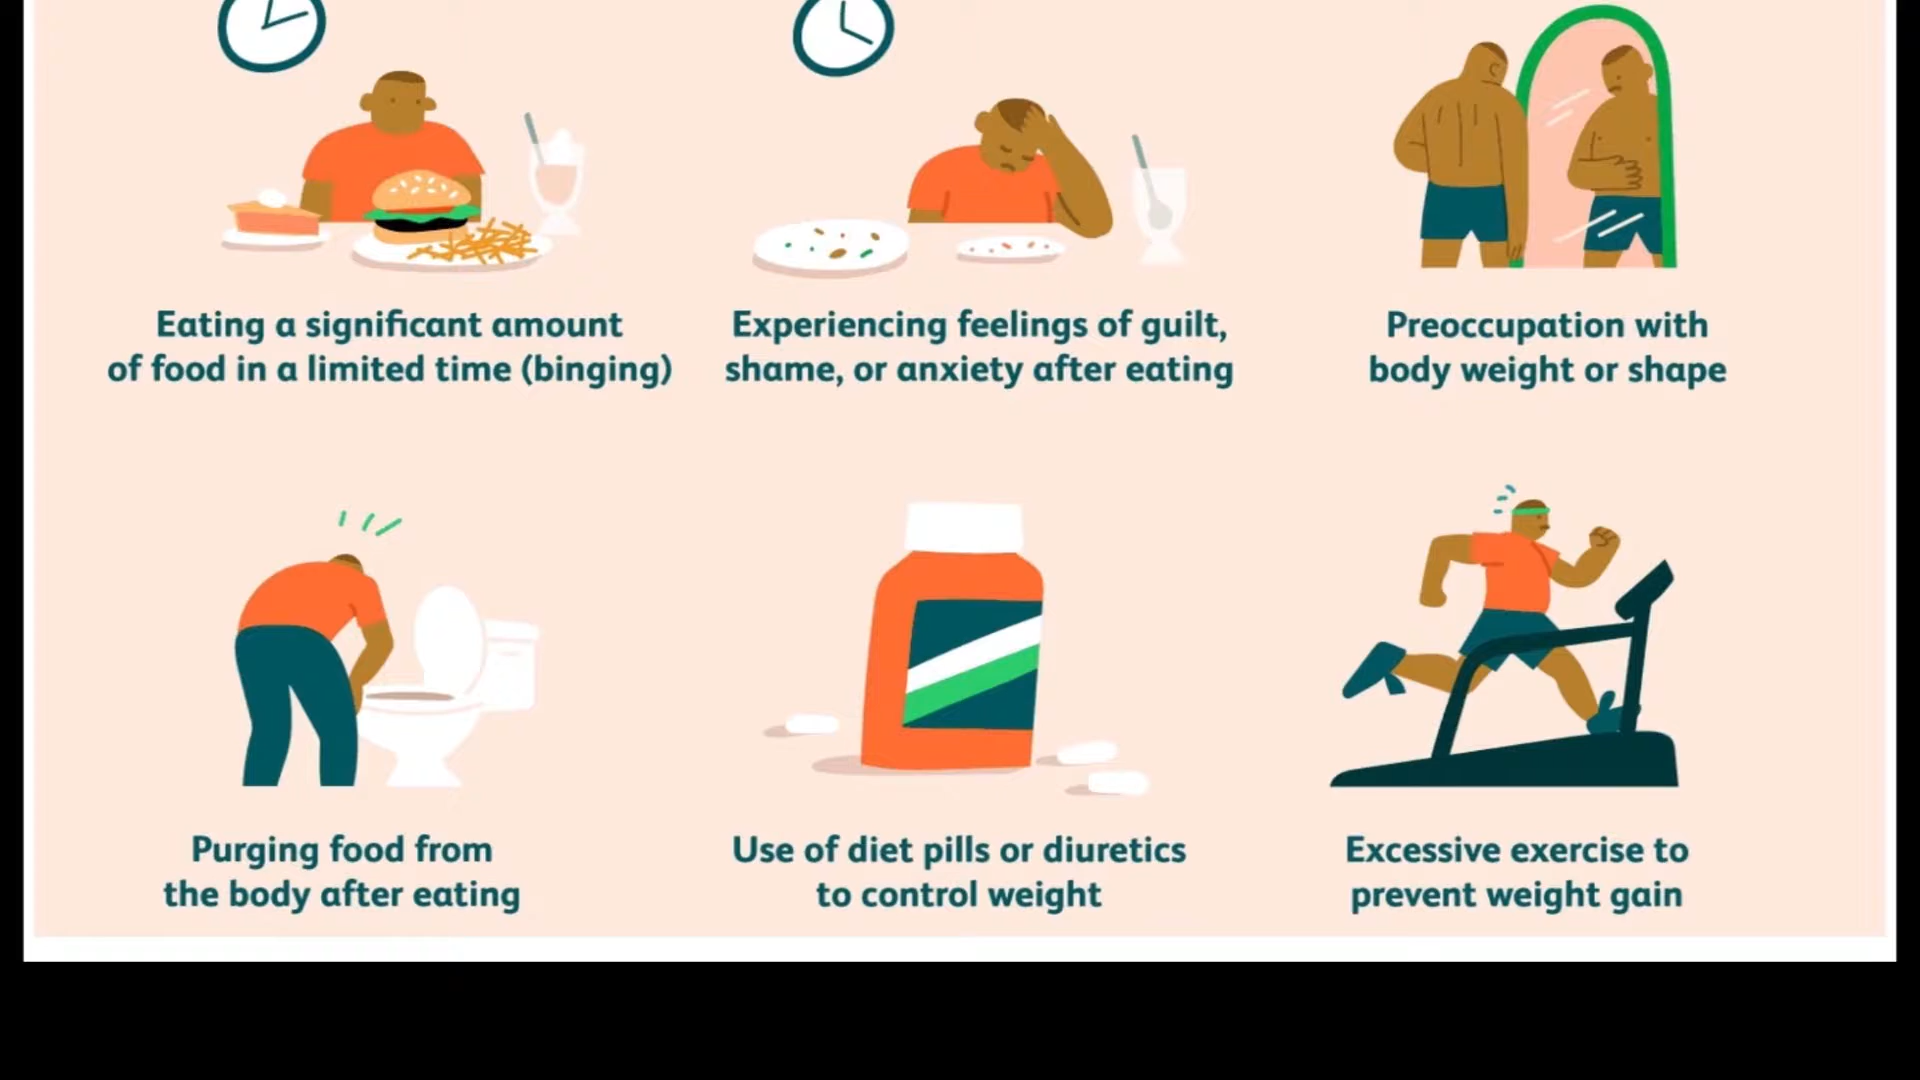 Eating a significant amount
of food in a limited time (binging)
Experiencing feelings of guilt,
shame, or anxiety after eating
Preoccupation with
body weight or shape
Purging food from
the body after eating
Use of diet pills or diuretics
to control weight
Excessive exercise to
prevent weight gain